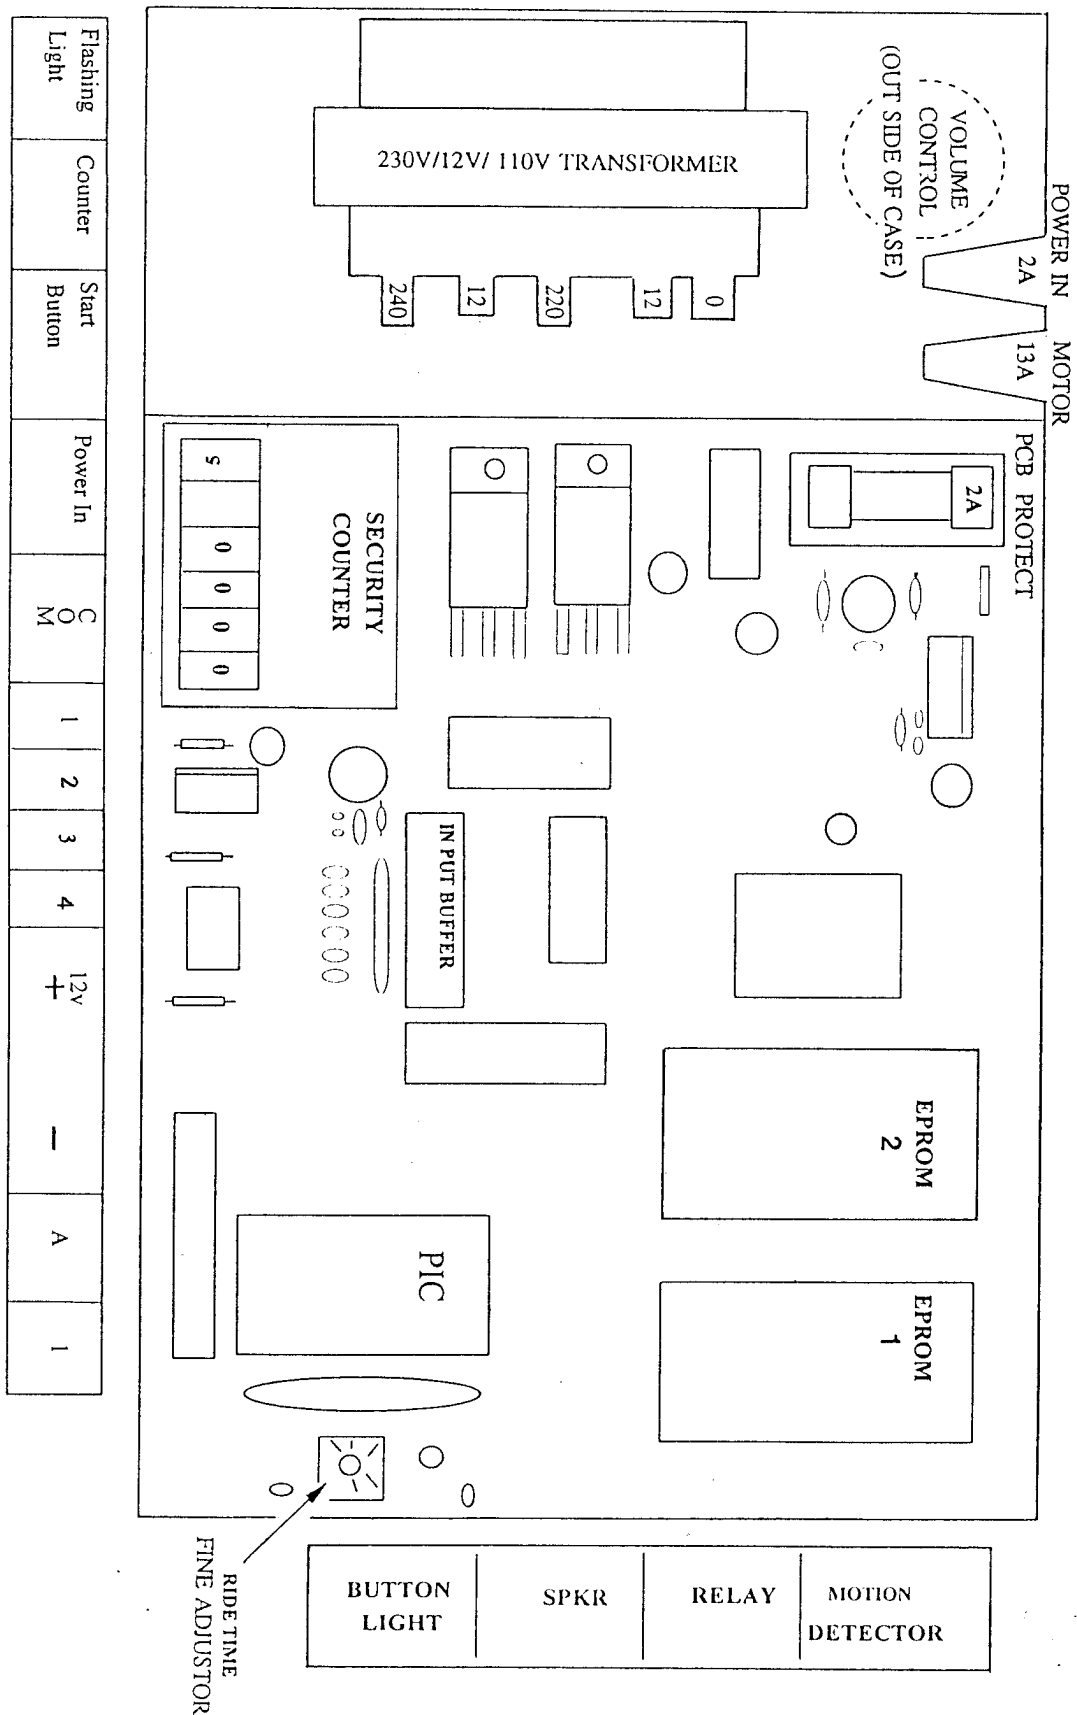 POWER IN
MOTOR
2A
13A
VOLUME
CONTROL
(OUT SIDE OF CASE)
230V/12V/ 110V TRANSFORMER
0
12
220
12
240
PCB PROTECT
2A
SECURITY
COUNTER
5
0
0
0
0
IN PUT BUFFER
EPROM
2
EPROM
1
PIC
RIDE TIME
FINE ADJUSTOR
MOTION
DETECTOR
RELAY
SPKR
BUTTON
LIGHT
Flashing
Light
Counter
Start
Button
Power In
C
O
M
1
2
3
4
12v
+
—
A
1